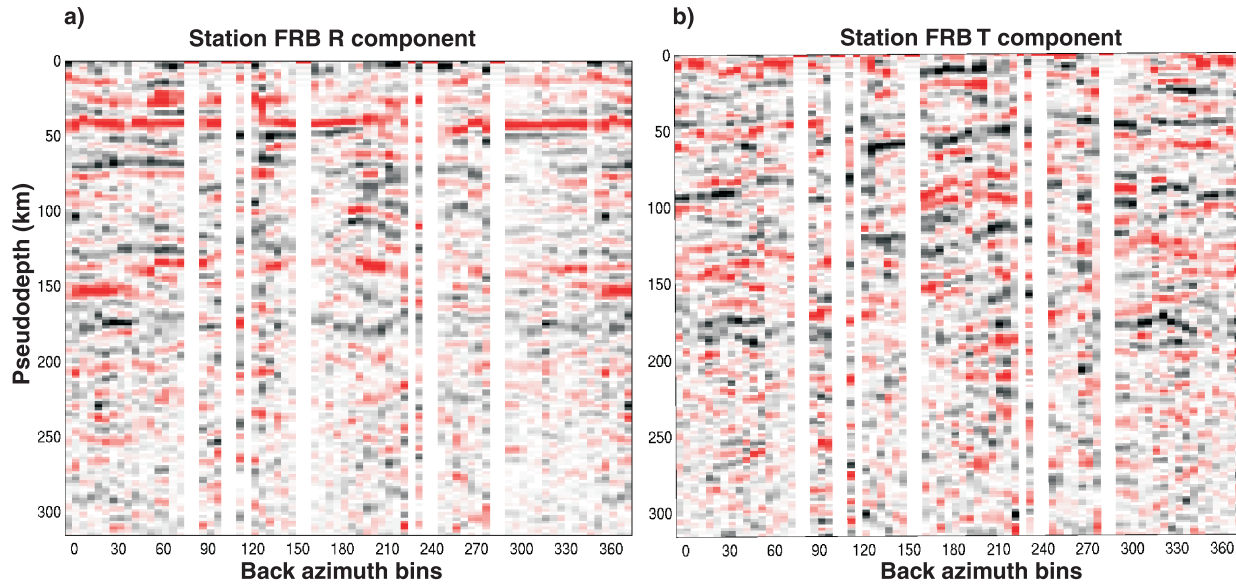 a)
Station FRB R component
0
50
100
150
200
250
300
Pseudodepth (km)
0 30 60 90 120 150 180 210 240 270 300 360
Back azimuth bins
b)
Station FRB T component
0
50
100
150
200
250
300
0 30 60 90 120 150 180 210 240 270 300 330 360
Back azimuth bins